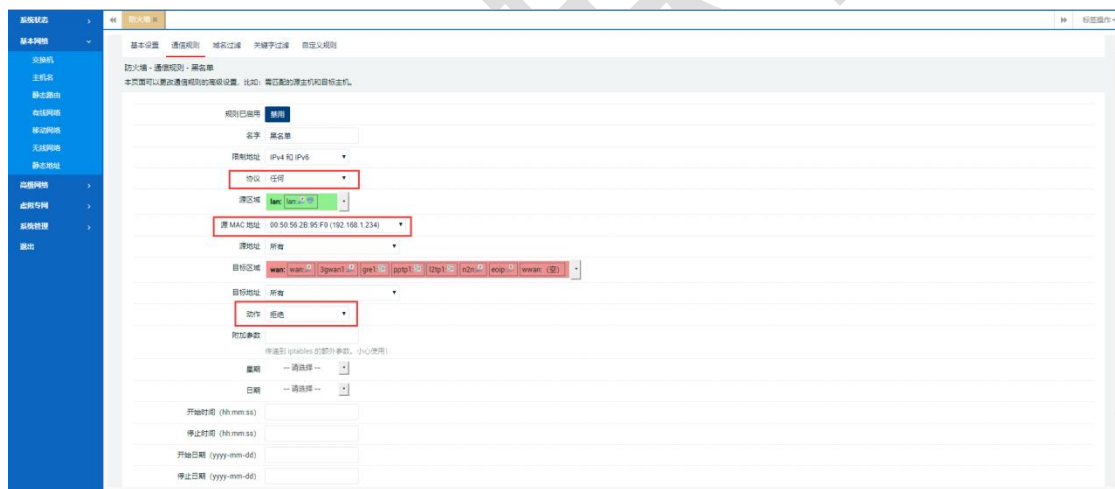 系统状态
基本网络
交换机
主机名
静态路由
有线网络
移动网络
无线网络
静态地址
高级网络
虚拟专网
系统管理
退出
防火墙 ×
标签操作
基本设置 通信规则 域名过滤 关键字过滤 自定义规则
防火墙 - 通信规则 - 黑名单
本页面可以更改通信规则的高级设置，比如：需匹配的源主机和目标主机。
规则已启用 禁用
名字 黑名单
限制地址 IPv4 和 IPv6
协议 任何
源区域 lan: lan:
源 MAC 地址 00:50:56:2B:95:F0 (192.168.1.234)
源地址 所有
目标区域 wan: wan: 3gwan1: gre1: pptp1: l2tp1: n2n: eoip: wwan: (空)
目标地址 所有
动作 拒绝
附加参数
传递到 iptables 的额外参数。小心使用！
星期 -- 请选择 --
日期 -- 请选择 --
开始时间 (hh:mm:ss)
停止时间 (hh:mm:ss)
开始日期 (yyyy-mm-dd)
停止日期 (yyyy-mm-dd)